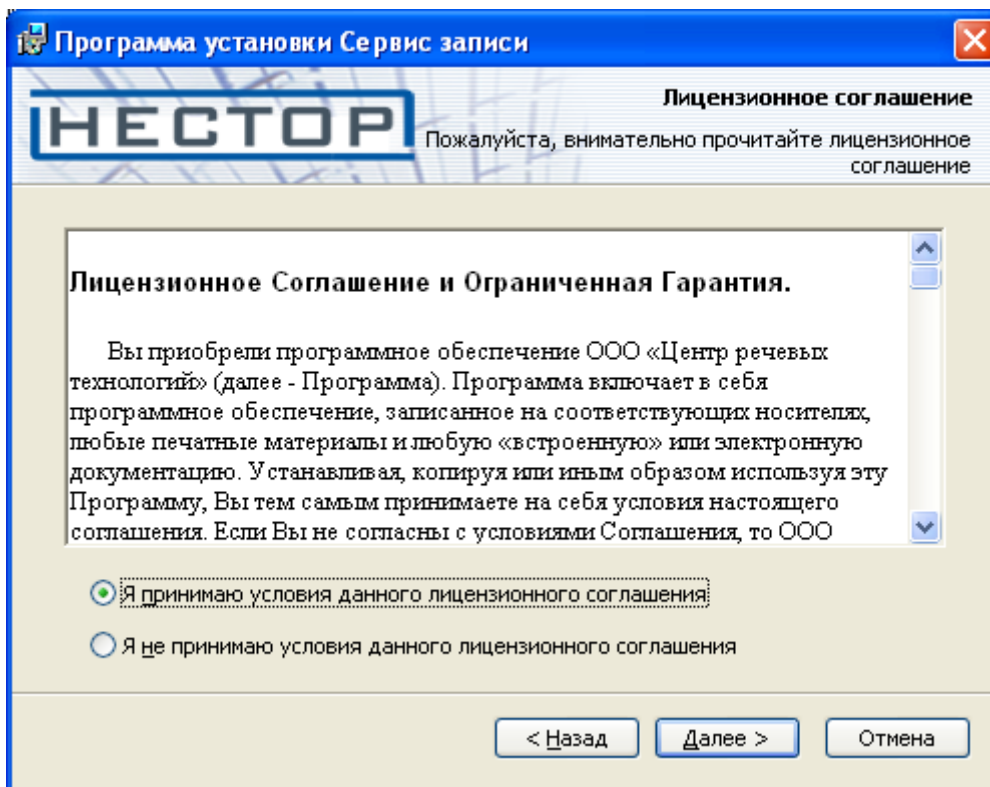 Программа установки Сервис записи
НЕСТОР
Лицензионное соглашение
Пожалуйста, внимательно прочитайте лицензионное
соглашение
Лицензионное Соглашение и Ограниченная Гарантия.
Вы приобрели программное обеспечение ООО «Центр речевых
технологий» (далее - Программа). Программа включает в себя
программное обеспечение, записанное на соответствующих носителях,
любые печатные материалы и любую «встроенную» или электронную
документацию. Устанавливая, копируя или иным образом используя эту
Программу, Вы тем самым принимаете на себя условия настоящего
соглашения. Если Вы не согласны с условиями Соглашения, то ООО
Я принимаю условия данного лицензионного соглашения
Я не принимаю условия данного лицензионного соглашения
< Назад
Далее >
Отмена